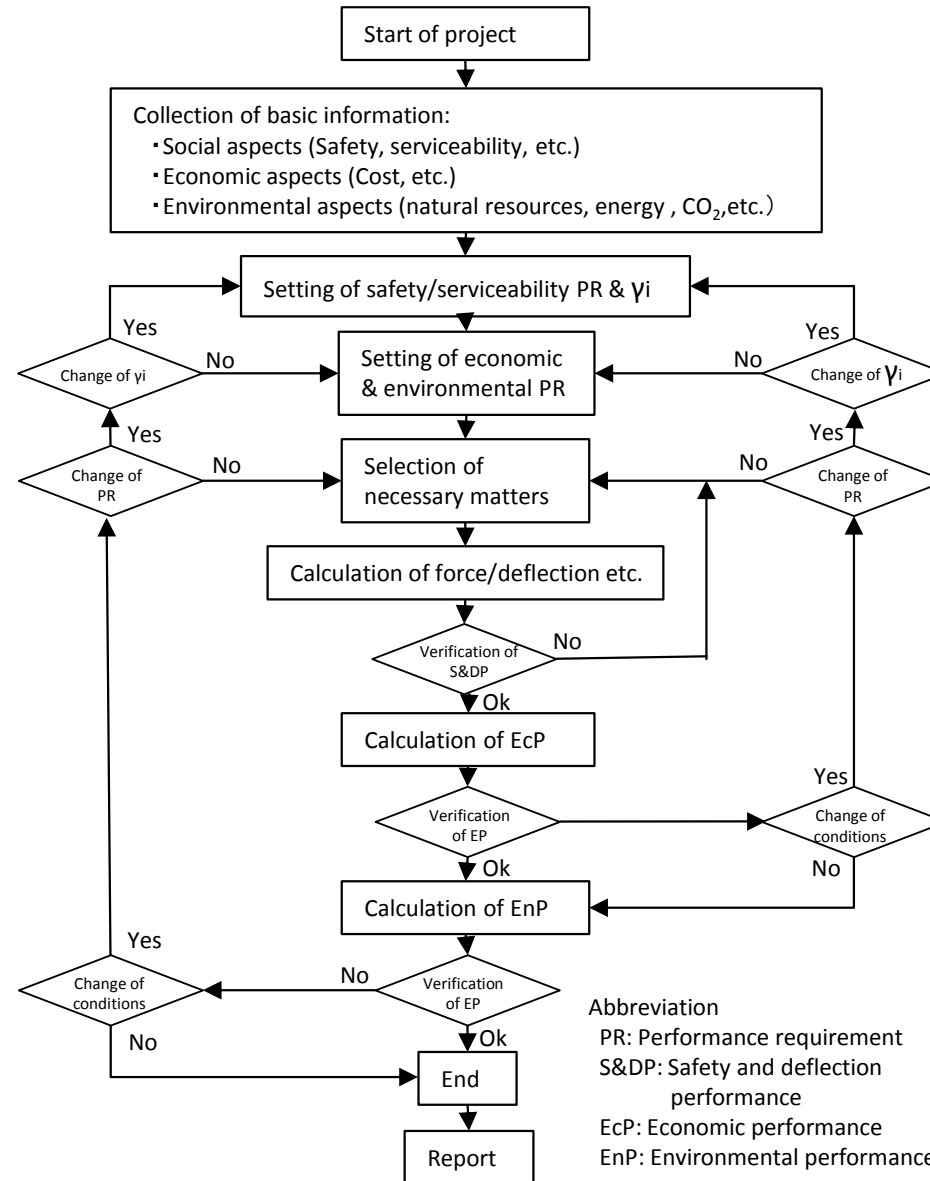 Start of project
Collection of basic information:
・Social aspects (Safety, serviceability, etc.)
・Economic aspects (Cost, etc.)
・Environmental aspects (natural resources, energy , CO₂,etc.)
Setting of safety/serviceability PR & γi
Yes
Yes
Change of γi
No
Setting of economic
& environmental PR
No
Change of γi
Yes
Yes
Change of
PR
No
Selection of
necessary matters
No
Change of
PR
Calculation of force/deflection etc.
Verification of
S&DP
No
Ok
Calculation of EcP
Yes
Verification
of EP
Change of
conditions
Ok
No
Calculation of EnP
Yes
Change of
conditions
No
Verification
of EP
No
Ok
End
Report
Abbreviation
PR: Performance requirement
S&DP: Safety and deflection
performance
EcP: Economic performance
EnP: Environmental performance